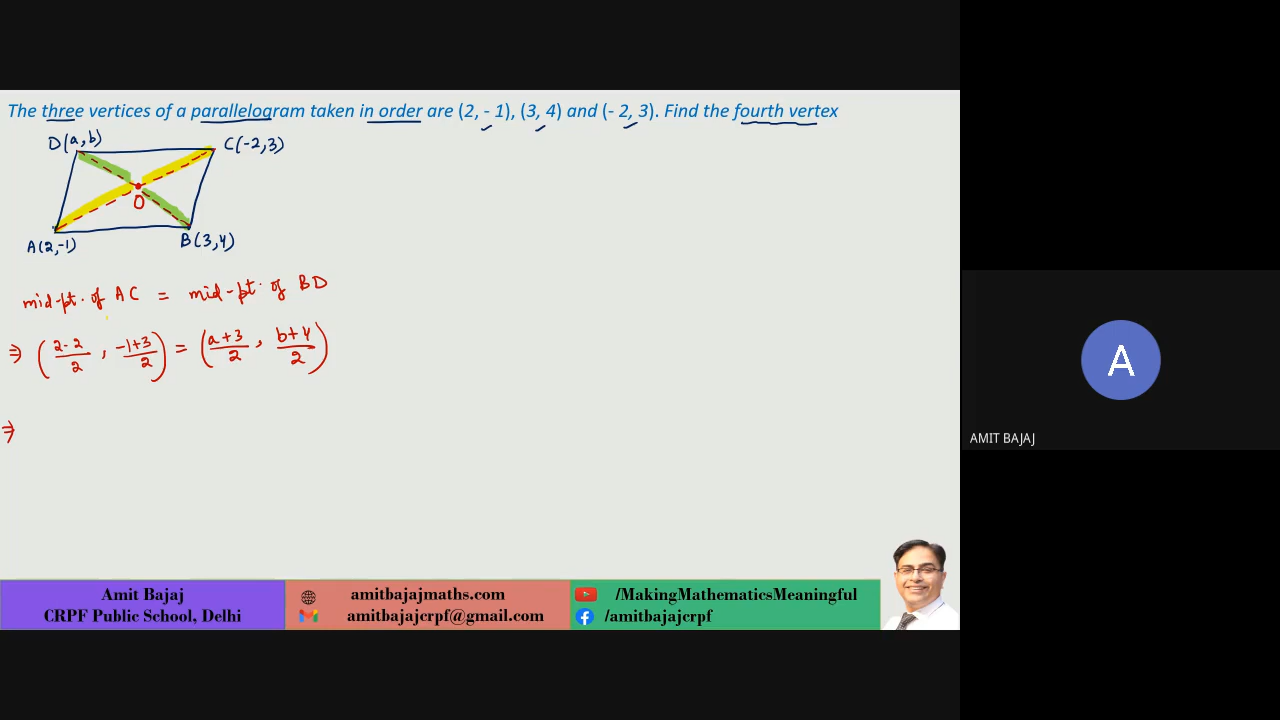 The three vertices of a parallelogram taken in order are (2, - 1), (3, 4) and (- 2, 3). Find the fourth vertex
D(a,b)
C(-2,3)
O
A(2,-1)
B(3,4)
mid-pt. of AC = mid-pt. of BD
⇒ ((2-2)/2 , (-1+3)/2) = ((a+3)/2 , (b+4)/2)
⇒
A
AMIT BAJAJ
Amit Bajaj
CRPF Public School, Delhi
amitbajajmaths.com
amitbajajcrpf@gmail.com
/MakingMathematicsMeaningful
/amitbajajcrpf